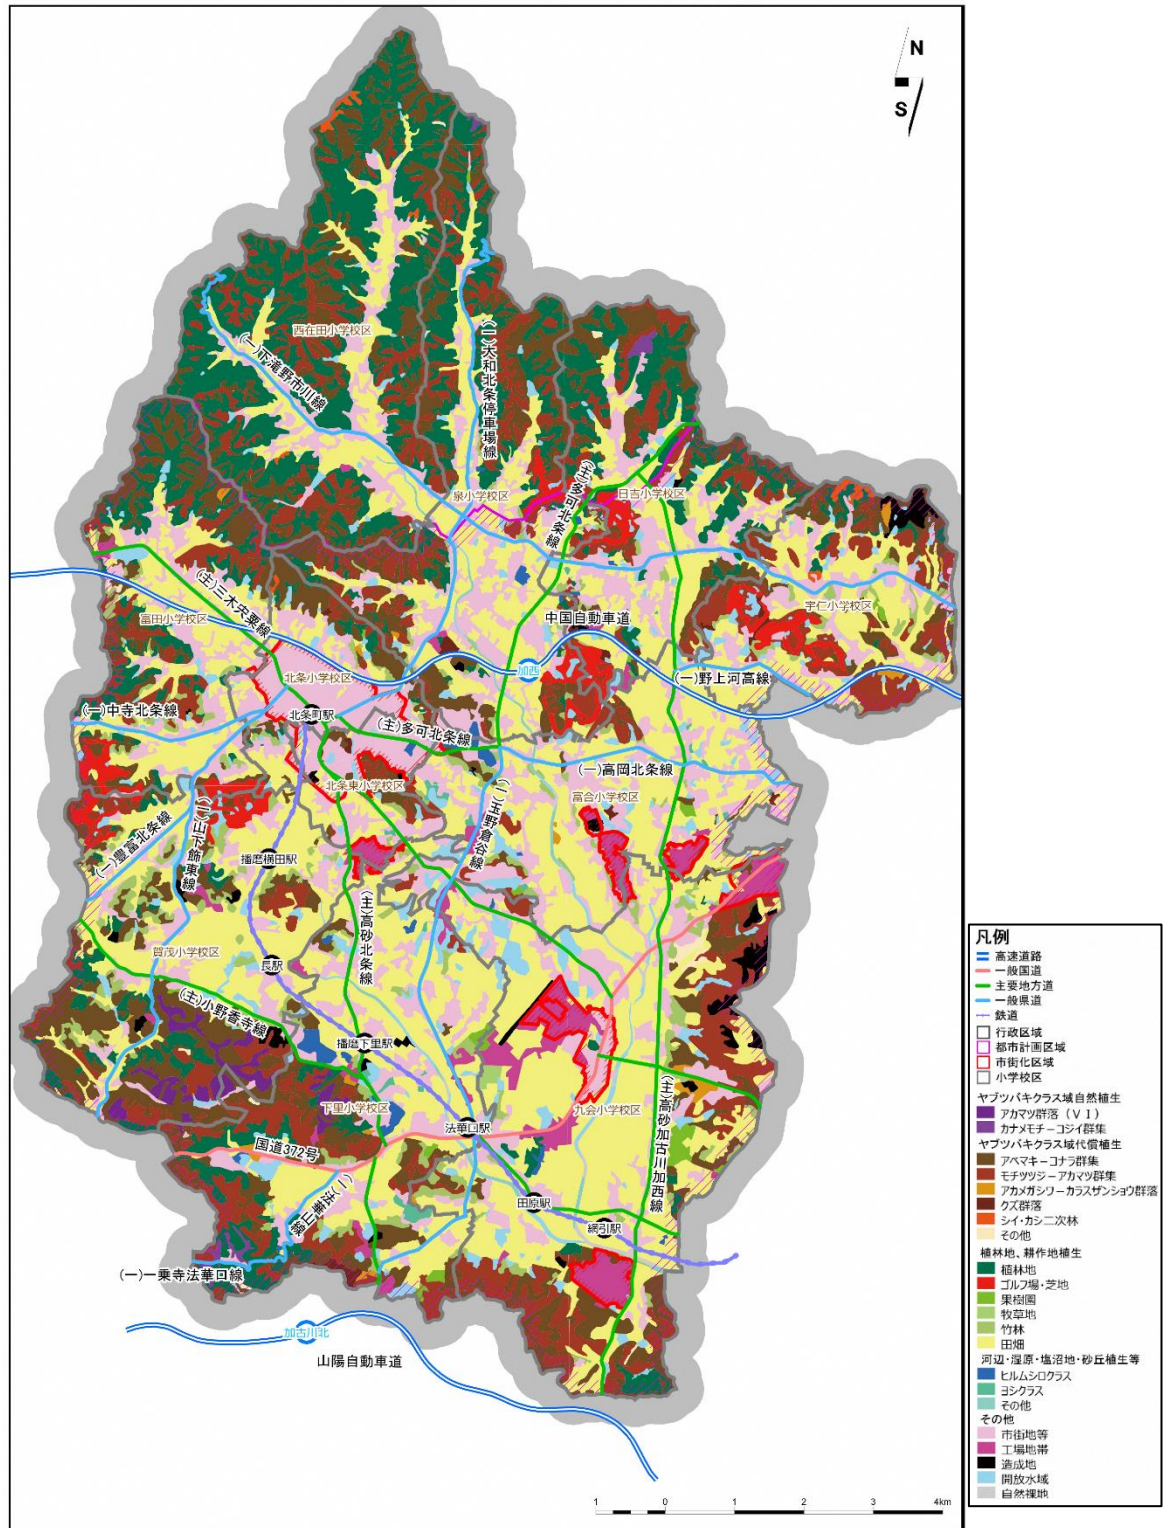 N
S
西在田小学校区
(一)下滝野市川線
(一)大和北条停車場線
泉小学校区
(主)多可北条線
日吉小学校区
(主)三木宍粟線
富田小学校区
中国自動車道
宇仁小学校区
北条小学校区
加西
(一)野上河高線
(一)中寺北条線
北条町駅
(主)多可北条線
(一)高岡北条線
北条東小学校区
富合小学校区
(一)玉野倉谷線
(一)豊富北条線
(一)山下飾東線
播磨横田駅
(主)高砂北条線
賀茂小学校区
長駅
(主)小野香寺線
播磨下里駅
下里小学校区
九会小学校区
(主)高砂加古川加西線
法華口駅
国道372号
(一)法華山線
田原駅
網引駅
(一)一乗寺法華口線
加古川北
山陽自動車道
1 0 1 2 3 4km
凡例
高速道路
一般国道
主要地方道
一般県道
鉄道
行政区域
都市計画区域
市街化区域
小学校区
ヤブツバキクラス域自然植生
アカマツ群落(VI)
カナメモチーコジイ群集
ヤブツバキクラス域代償植生
アベマキーコナラ群集
モチツツジーアカマツ群集
アカメガシワーカラスザンショウ群落
クズ群落
シイ・カシ二次林
その他
植林地、耕作地植生
植林地
ゴルフ場・芝地
果樹園
牧草地
竹林
田畑
河辺・湿原・塩沼地・砂丘植生等
ヒルムシロクラス
ヨシクラス
その他
その他
市街地等
工場地帯
造成地
開放水域
自然裸地